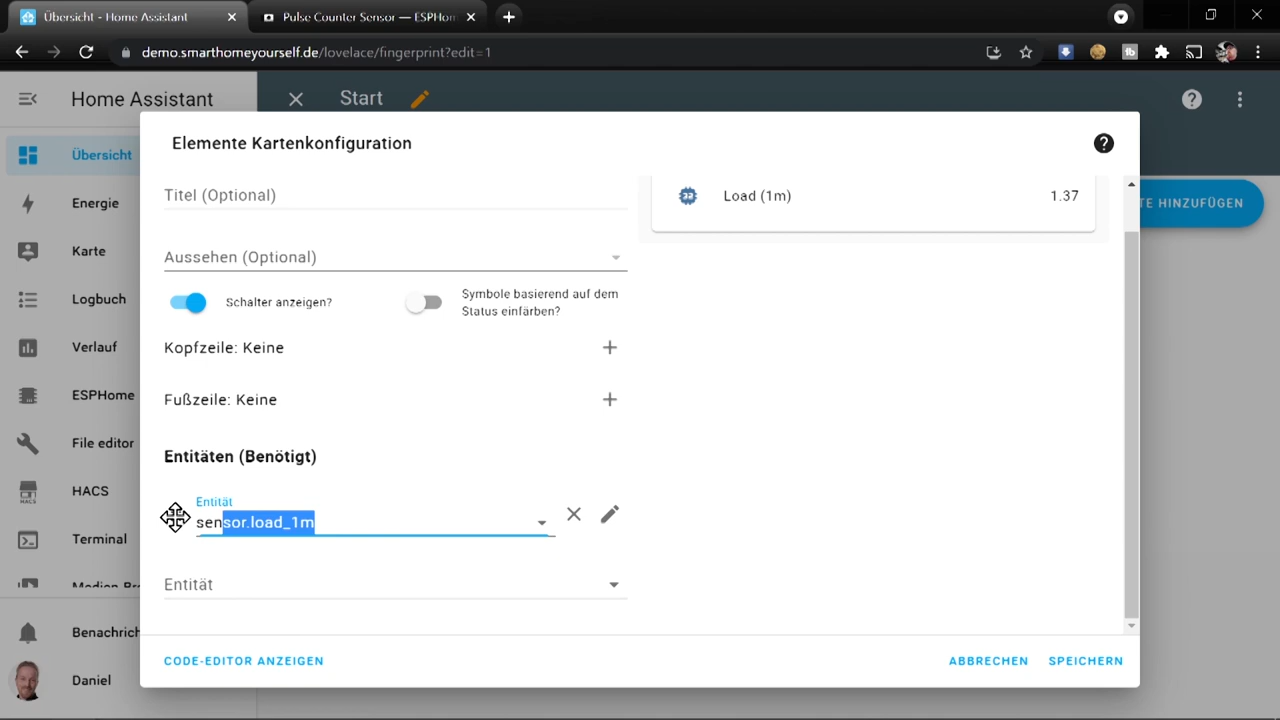 Übersicht - Home Assistant
Pulse Counter Sensor — ESPHom
demo.smarthomeyourself.de/lovelace/fingerprint?edit=1
Home Assistant
Start
Elemente Kartenkonfiguration
Übersicht
Energie
Karte
Logbuch
Verlauf
ESPHome
File editor
HACS
Terminal
Medien-Br
Benachrich
Daniel
Titel (Optional)
Load (1m)
1.37
TE HINZUFÜGEN
Aussehen (Optional)
Schalter anzeigen?
Symbole basierend auf dem
Status einfärben?
Kopfzeile: Keine
Fußzeile: Keine
Entitäten (Benötigt)
Entität
sensor.load_1m
Entität
CODE-EDITOR ANZEIGEN
ABBRECHEN
SPEICHERN